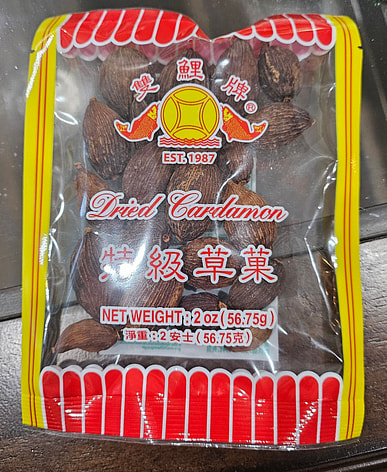 雙鯉牌®
EST. 1987
Dried Cardamon
特級草菓
NET WEIGHT : 2 oz (56.75g)
淨重 : 2 安士 (56.75克)